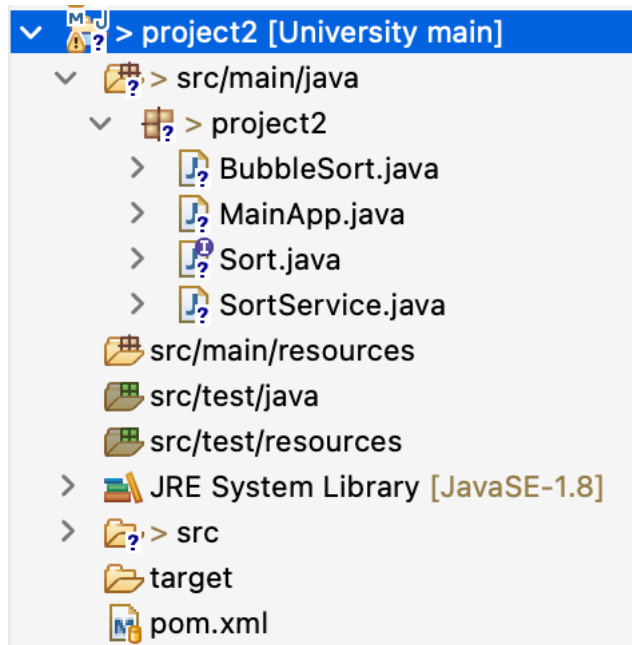 > project2 [University main]
> src/main/java
> project2
BubbleSort.java
MainApp.java
Sort.java
SortService.java
src/main/resources
src/test/java
src/test/resources
JRE System Library [JavaSE-1.8]
> src
target
pom.xml